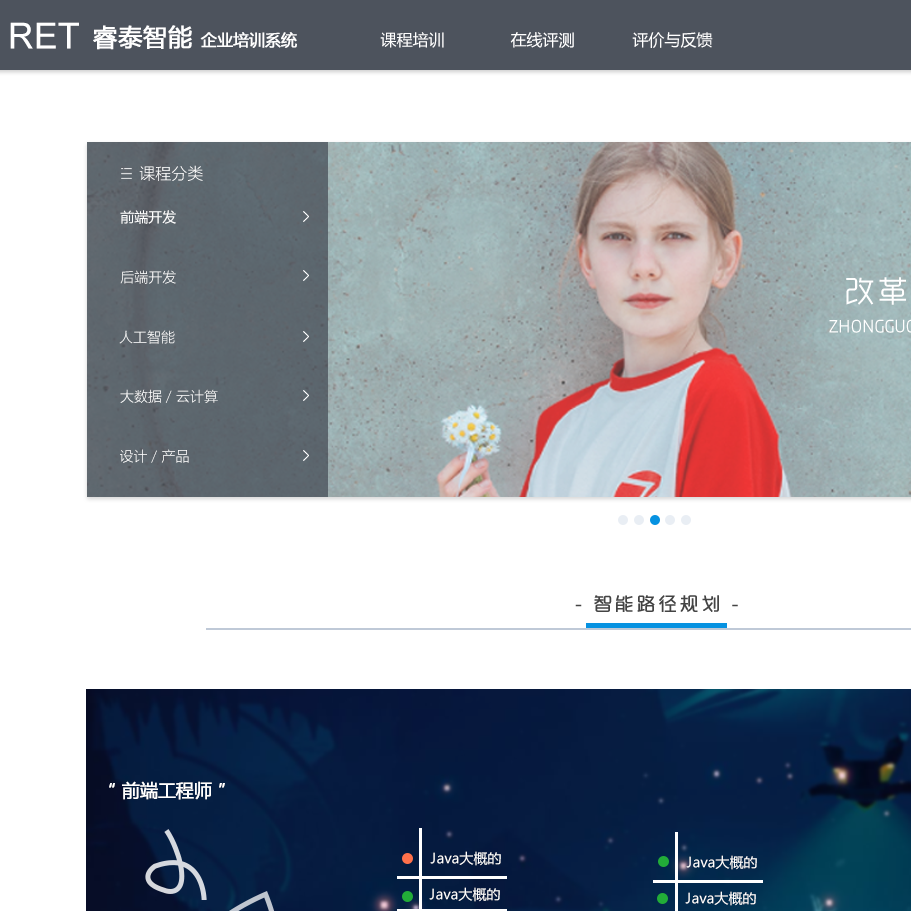 RET 睿泰智能 企业培训系统 课程培训 在线评测 评价与反馈
课程分类
前端开发
后端开发
人工智能
大数据 / 云计算
设计 / 产品
改革
ZHONGGUO
- 智能路径规划 -
“ 前端工程师 ”
Java大概的
Java大概的
Java大概的
Java大概的